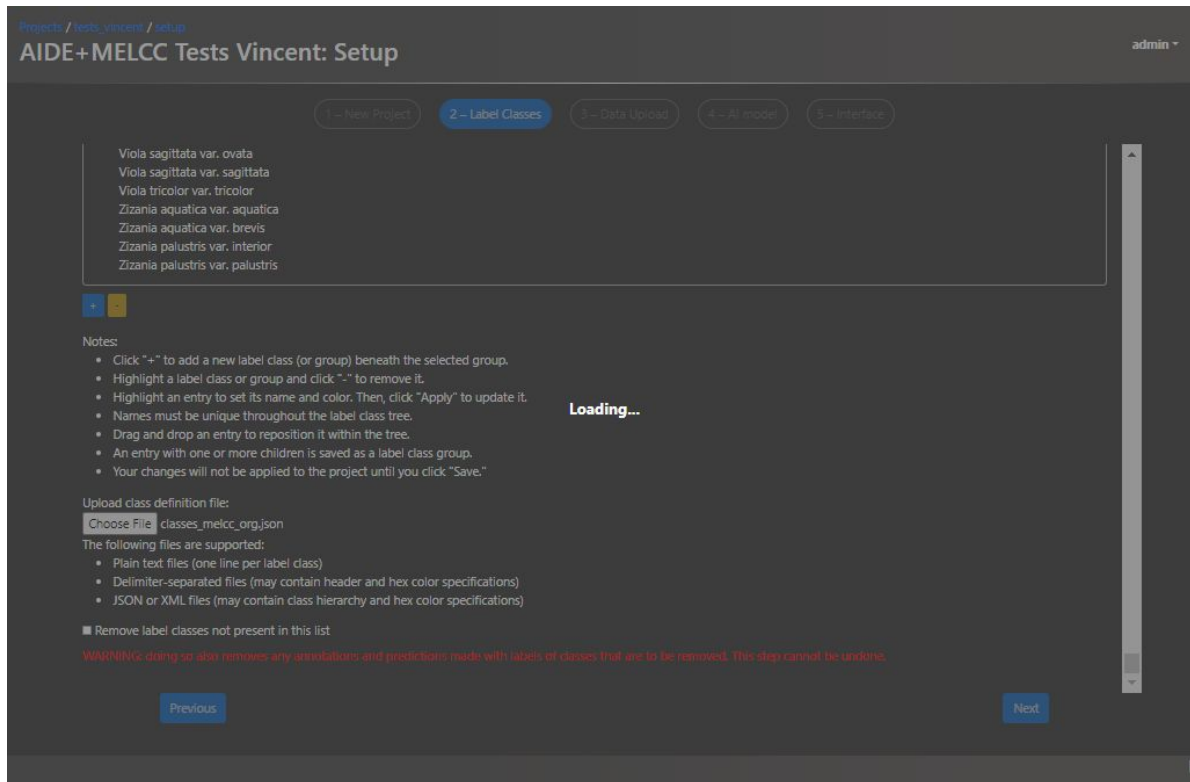 Projects / tests_vincent / setup
AIDE+MELCC Tests Vincent: Setup
admin
1 – New Project
2 – Label Classes
3 – Data Upload
4 – AI model
5 – Interface
Viola sagittata var. ovata
Viola sagittata var. sagittata
Viola tricolor var. tricolor
Zizania aquatica var. aquatica
Zizania aquatica var. brevis
Zizania palustris var. interior
Zizania palustris var. palustris
+ -
Notes:
• Click "+" to add a new label class (or group) beneath the selected group.
• Highlight a label class or group and click "-" to remove it.
• Highlight an entry to set its name and color. Then, click "Apply" to update it.
Loading...
• Names must be unique throughout the label class tree.
• Drag and drop an entry to reposition it within the tree.
• An entry with one or more children is saved as a label class group.
• Your changes will not be applied to the project until you click "Save."
Upload class definition file:
Choose File classes_melcc_org.json
The following files are supported:
• Plain text files (one line per label class)
• Delimiter-separated files (may contain header and hex color specifications)
• JSON or XML files (may contain class hierarchy and hex color specifications)
Remove label classes not present in this list
WARNING: doing so also removes any annotations and predictions made with labels of classes that are to be removed. This step cannot be undone.
Previous
Next